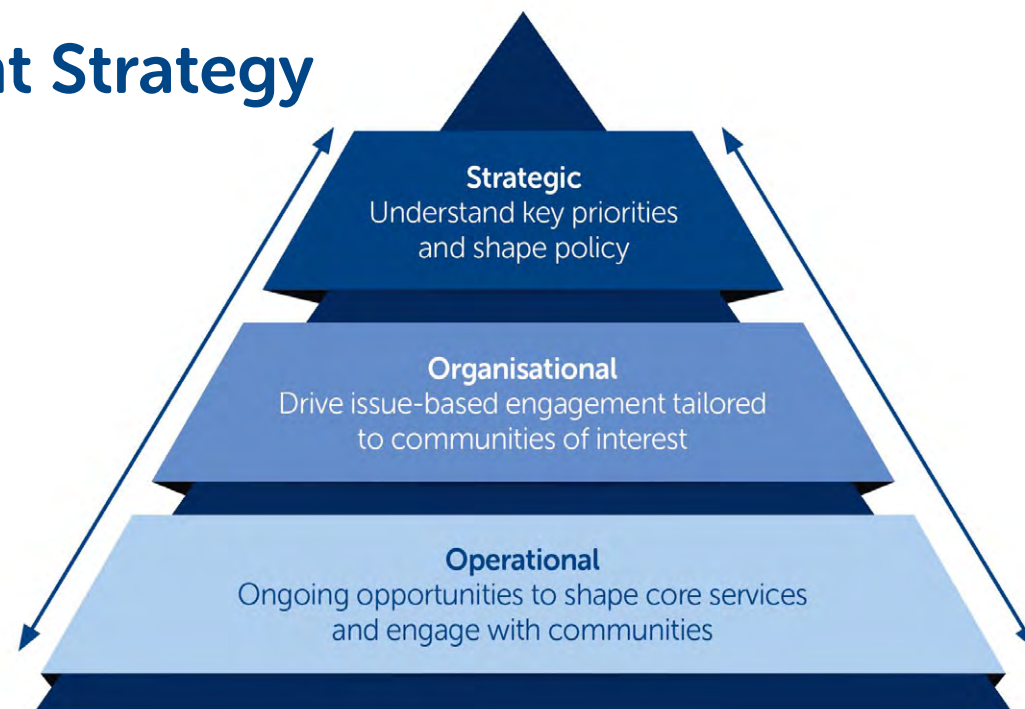 t Strategy
Strategic
Understand key priorities
and shape policy
Organisational
Drive issue-based engagement tailored
to communities of interest
Operational
Ongoing opportunities to shape core services
and engage with communities